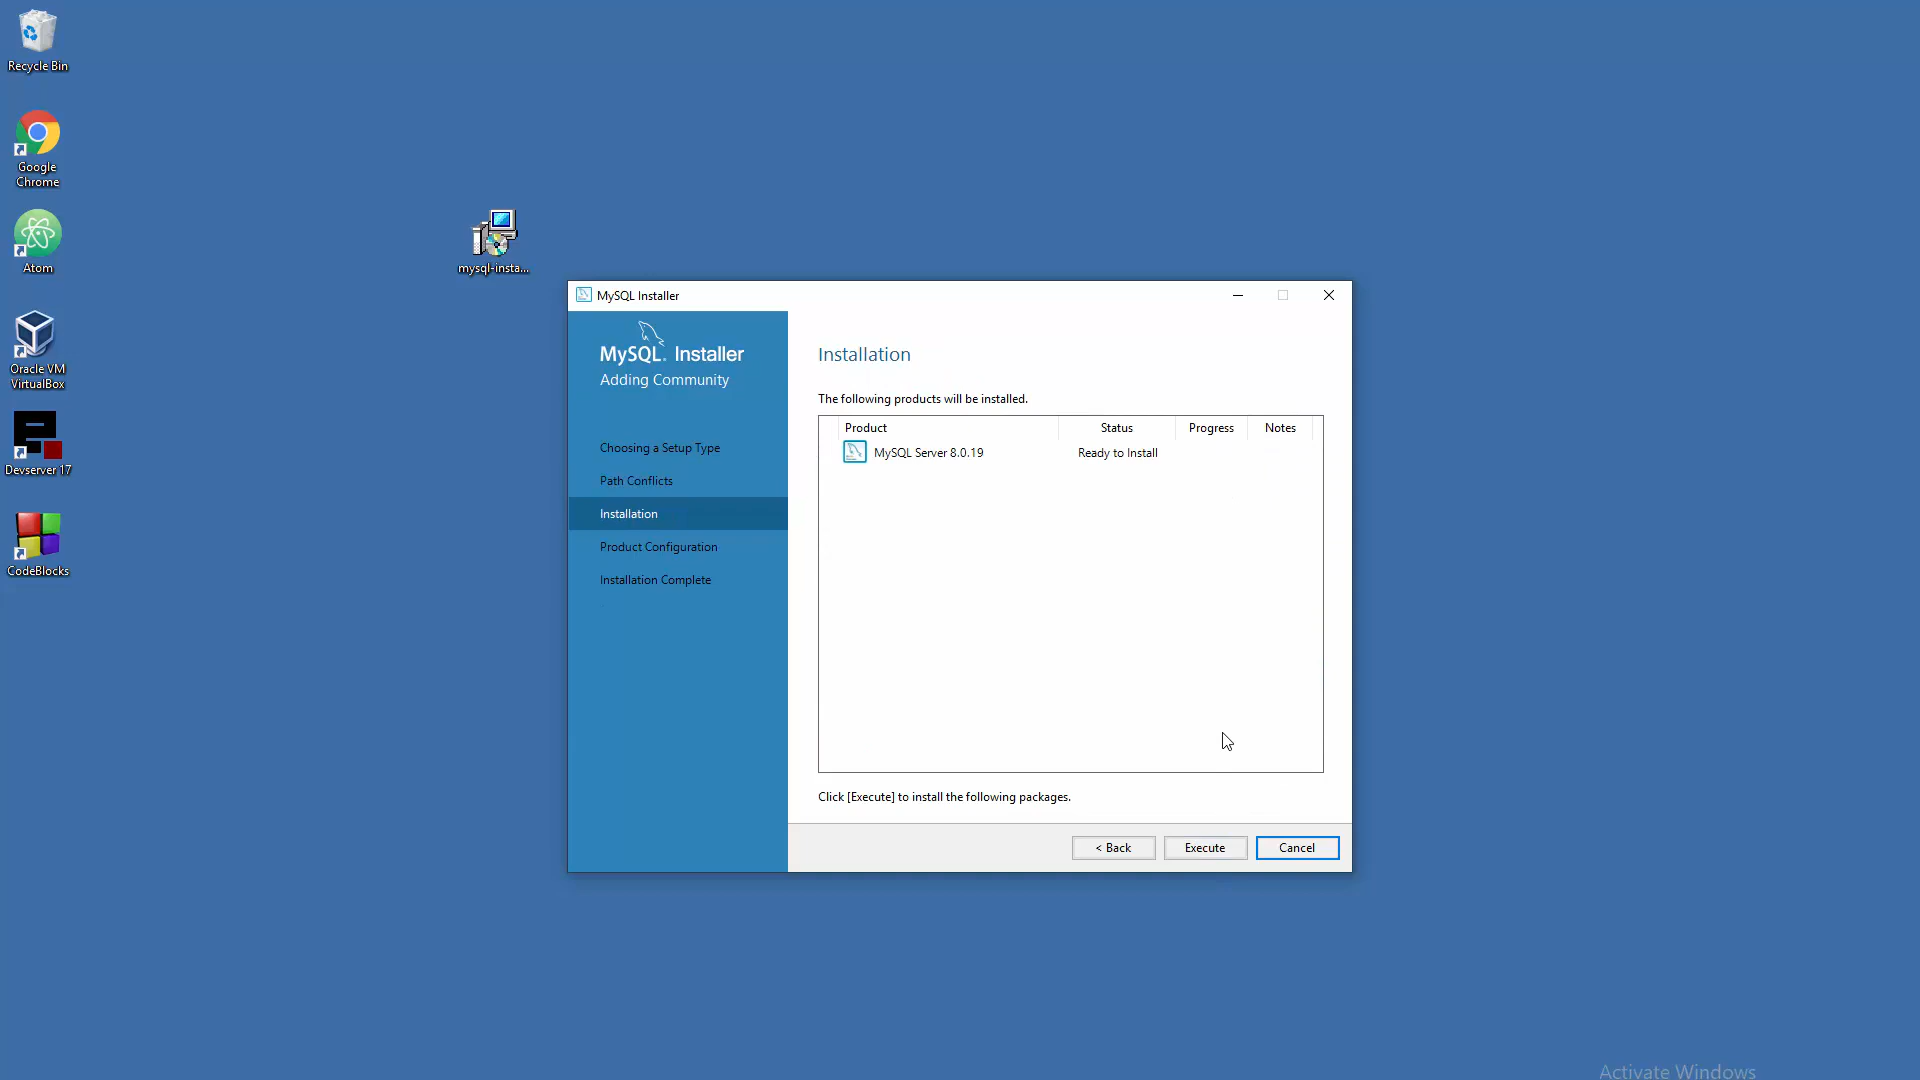 Recycle Bin
Google
Chrome
Atom
Oracle VM
VirtualBox
Devserver 17
CodeBlocks
mysql-insta...
MySQL Installer
MySQL. Installer
Adding Community
Choosing a Setup Type
Path Conflicts
Installation
Product Configuration
Installation Complete
Installation
The following products will be installed.
Product Status Progress Notes
MySQL Server 8.0.19 Ready to Install
Click [Execute] to install the following packages.
< Back Execute Cancel
Activate Windows